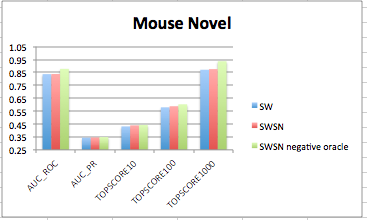 Mouse Novel
1.05
0.95
0.85
0.75
0.65
0.55
0.45
0.35
0.25
AUC_ROC
AUC_PR
TOPSCORE10
TOPSCORE100
TOPSCORE1000
SW
SWSN
SWSN negative oracle